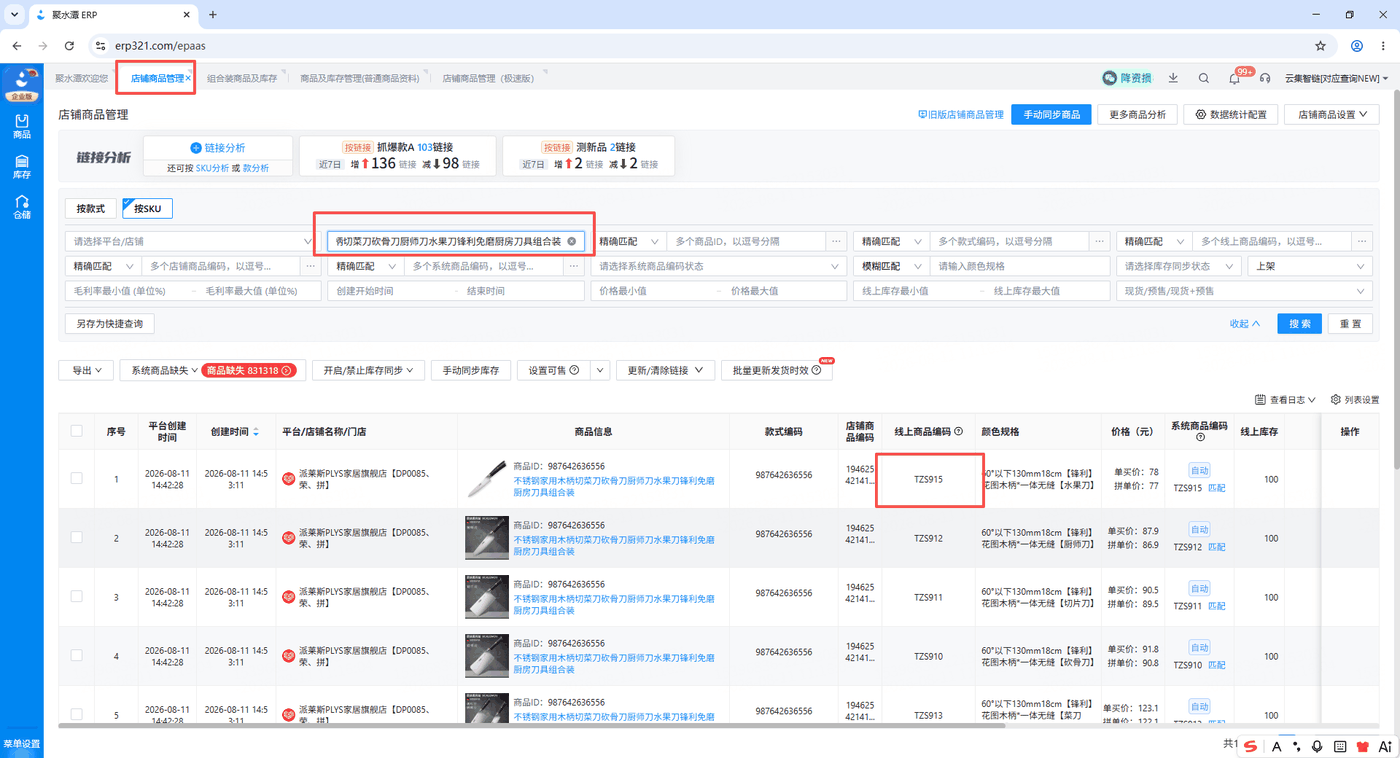 聚水潭 ERP
erp321.com/epaas
聚水潭欢迎您 店铺商品管理 组合装商品及库存 商品及库存管理(普通商品资料) 店铺商品管理（极速版）
降资损 99+ 云集智链[对应查询NEW]
企业版
商品
库存
仓储
菜单设置
店铺商品管理
旧版店铺商品管理 手动同步商品 更多商品分析 数据统计配置 店铺商品设置
链接分析
链接分析
还可按 SKU分析 或 款分析
按链接 抓爆款A 103链接
近7日 增 136 链接 减 98 链接
按链接 测新品 2链接
近7日 增 2 链接 减 2 链接
按款式 按SKU
请选择平台/店铺 切菜刀砍骨刀厨师刀水果刀锋利免磨厨房刀具组合装 精确匹配 多个商品ID，以逗号分隔 精确匹配 多个款式编码，以逗号分隔 精确匹配 多个线上商品编码，以逗号...
精确匹配 多个店铺商品编码，以逗号... 精确匹配 多个系统商品编码，以逗号... 请选择系统商品编码状态 模糊匹配 请输入颜色规格 请选择库存同步状态 上架
毛利率最小值 (单位%) - 毛利率最大值 (单位%) 创建开始时间 - 结束时间 价格最小值 - 价格最大值 线上库存最小值 - 线上库存最大值 现货/预售/现货+预售
另存为快捷查询 收起 搜 索 重 置
导出 系统商品缺失 商品缺失 831318 开启/禁止库存同步 手动同步库存 设置可售 更新/清除链接 批量更新发货时效 NEW
查看日志 列表设置
序号 平台创建时间 创建时间 平台/店铺名称/门店 商品信息 款式编码 店铺商品编码 线上商品编码 颜色规格 价格（元） 系统商品编码 线上库存 操作
1 2026-08-11 14:42:28 2026-08-11 14:53:11 派莱斯PLYS家居旗舰店【DP0085、荣、拼】 商品ID：987642636556 不锈钢家用木柄切菜刀砍骨刀厨师刀水果刀锋利免磨厨房刀具组合装 987642636556 19462542141... TZS915 60°以下130mm18cm【锋利】花图木柄*一体无缝【水果刀】 单买价：78 拼单价：77 自动 TZS915 匹配 100
2 2026-08-11 14:42:28 2026-08-11 14:53:11 派莱斯PLYS家居旗舰店【DP0085、荣、拼】 商品ID：987642636556 不锈钢家用木柄切菜刀砍骨刀厨师刀水果刀锋利免磨厨房刀具组合装 987642636556 19462542141... TZS912 60°以下130mm18cm【锋利】花图木柄*一体无缝【厨师刀】 单买价：87.9 拼单价：86.9 自动 TZS912 匹配 100
3 2026-08-11 14:42:28 2026-08-11 14:53:11 派莱斯PLYS家居旗舰店【DP0085、荣、拼】 商品ID：987642636556 不锈钢家用木柄切菜刀砍骨刀厨师刀水果刀锋利免磨厨房刀具组合装 987642636556 19462542141... TZS911 60°以下130mm18cm【锋利】花图木柄*一体无缝【切片刀】 单买价：90.5 拼单价：89.5 自动 TZS911 匹配 100
4 2026-08-11 14:42:28 2026-08-11 14:53:11 派莱斯PLYS家居旗舰店【DP0085、荣、拼】 商品ID：987642636556 不锈钢家用木柄切菜刀砍骨刀厨师刀水果刀锋利免磨厨房刀具组合装 987642636556 19462542141... TZS910 60°以下130mm18cm【锋利】花图木柄*一体无缝【砍骨刀】 单买价：91.8 拼单价：90.8 自动 TZS910 匹配 100
5 2026-08-11 14:42:28 2026-08-11 14:53:11 派莱斯PLYS家居旗舰店【DP0085、荣、拼】 商品ID：987642636556 不锈钢家用木柄切菜刀砍骨刀厨师刀水果刀锋利免磨厨房刀具组合装 987642636556 19462542141... TZS913 60°以下130mm18cm【锋利】花图木柄*一体无缝【菜刀 单买价：123.1 拼单价：122.1 自动 TZS913 匹配 100
共1
S A Ai